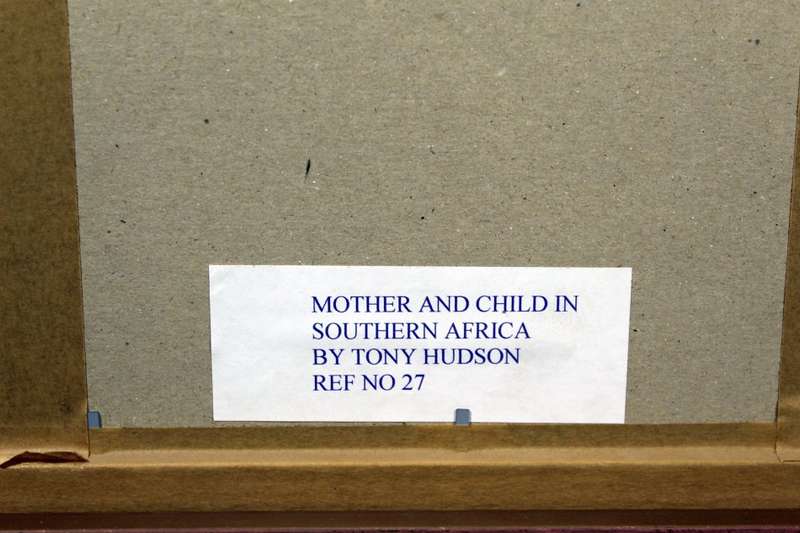 MOTHER AND CHILD IN
SOUTHERN AFRICA
BY TONY HUDSON
REF NO 27